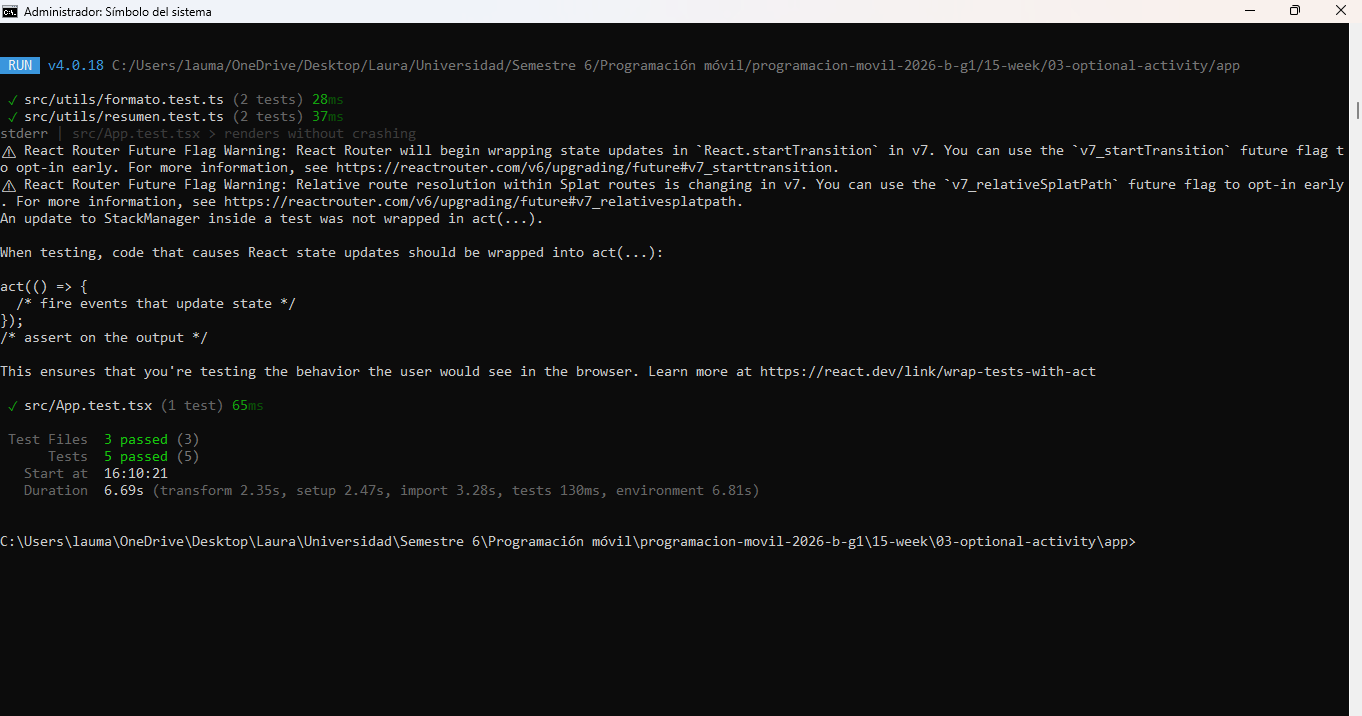 Administrador: Símbolo del sistema
RUN v4.0.18 C:/Users/lauma/OneDrive/Desktop/Laura/Universidad/Semestre 6/Programación móvil/programacion-movil-2026-b-g1/15-week/03-optional-activity/app
✓ src/utils/formato.test.ts (2 tests) 28ms
✓ src/utils/resumen.test.ts (2 tests) 37ms
stderr | src/App.test.tsx > renders without crashing
⚠ React Router Future Flag Warning: React Router will begin wrapping state updates in `React.startTransition` in v7. You can use the `v7_startTransition` future flag t
o opt-in early. For more information, see https://reactrouter.com/v6/upgrading/future#v7_starttransition.
⚠ React Router Future Flag Warning: Relative route resolution within Splat routes is changing in v7. You can use the `v7_relativeSplatPath` future flag to opt-in early
. For more information, see https://reactrouter.com/v6/upgrading/future#v7_relativesplatpath.
An update to StackManager inside a test was not wrapped in act(...).
When testing, code that causes React state updates should be wrapped into act(...):
act(() => {
/* fire events that update state */
});
/* assert on the output */
This ensures that you're testing the behavior the user would see in the browser. Learn more at https://react.dev/link/wrap-tests-with-act
✓ src/App.test.tsx (1 test) 65ms
Test Files 3 passed (3)
Tests 5 passed (5)
Start at 16:10:21
Duration 6.69s (transform 2.35s, setup 2.47s, import 3.28s, tests 130ms, environment 6.81s)
C:\Users\lauma\OneDrive\Desktop\Laura\Universidad\Semestre 6\Programación móvil\programacion-movil-2026-b-g1\15-week\03-optional-activity\app>